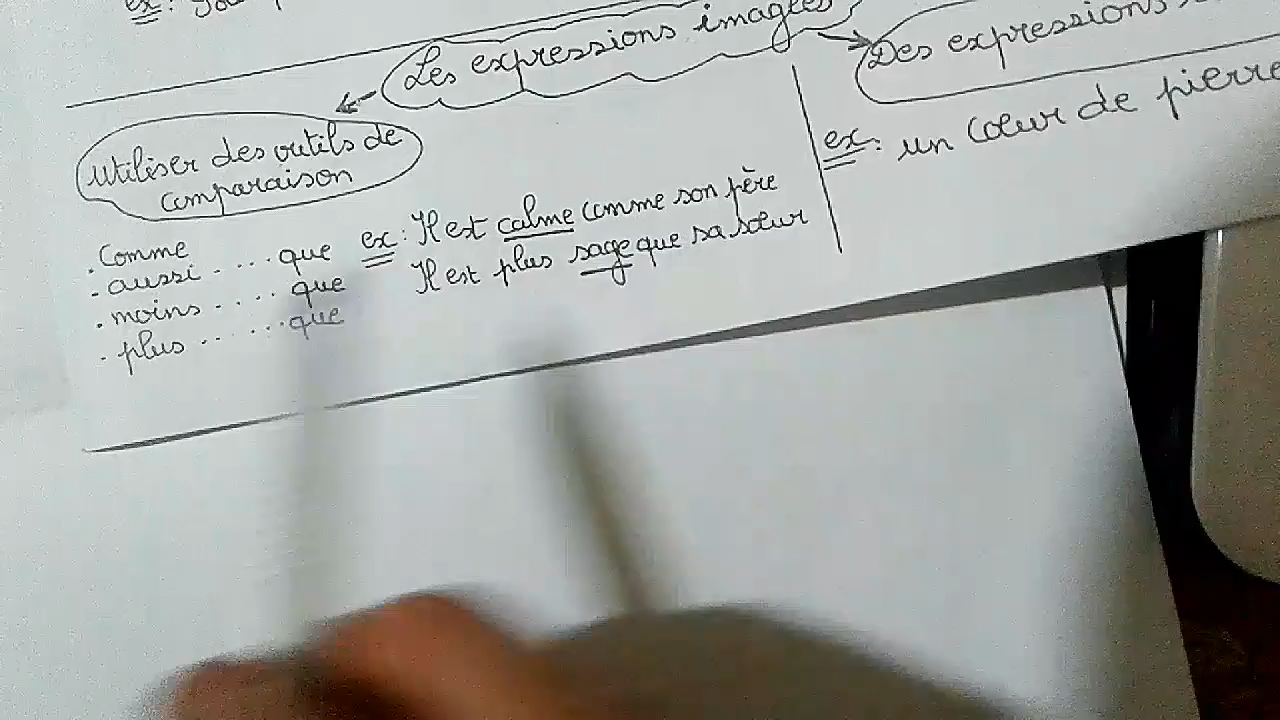 ex:
Les expressions imagées
Des expressions
utiliser des outils de
comparaison
ex: un cœur de pierre
. Comme
. aussi .... que
. moins .... que
. plus ...... que
ex: Il est calme comme son père
Il est plus sage que sa sœur